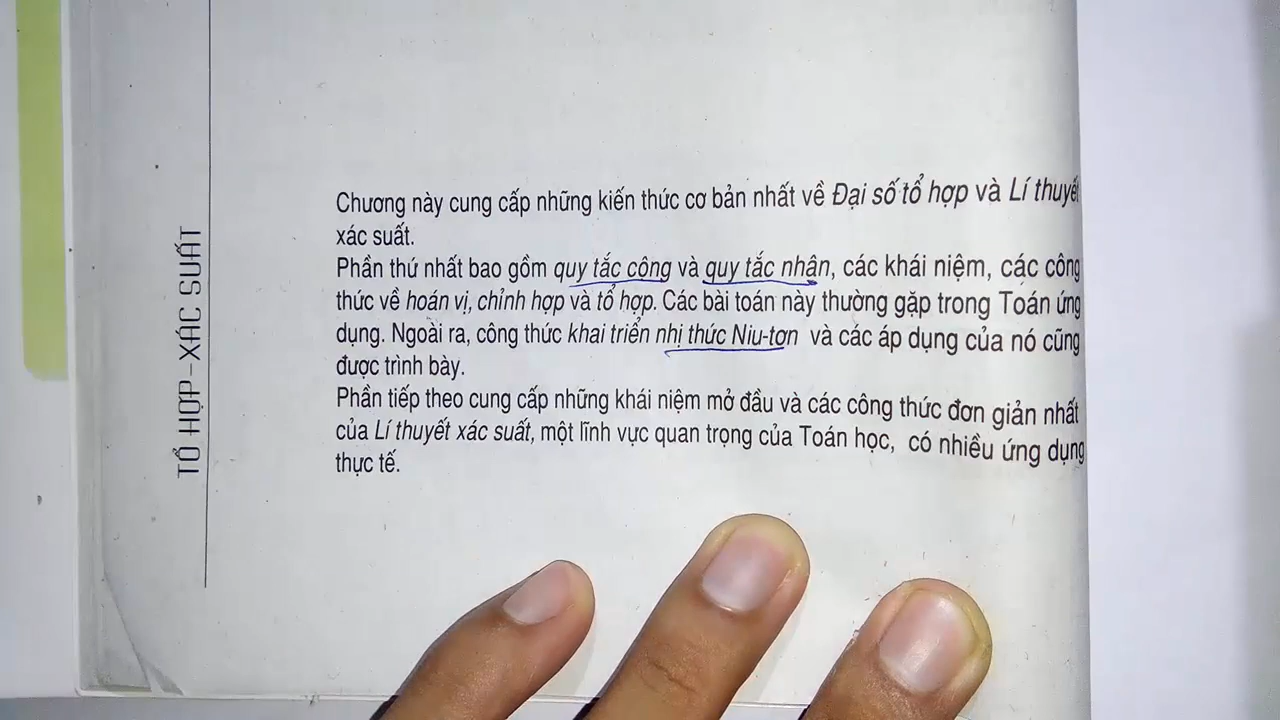 TỔ HỢP-XÁC SUẤT
Chương này cung cấp những kiến thức cơ bản nhất về Đại số tổ hợp và Lí thuyết
xác suất.
Phần thứ nhất bao gồm quy tắc cộng và quy tắc nhân, các khái niệm, các công
thức về hoán vị, chỉnh hợp và tổ hợp. Các bài toán này thường gặp trong Toán ứng
dụng. Ngoài ra, công thức khai triển nhị thức Niu-tơn và các áp dụng của nó cũng
được trình bày.
Phần tiếp theo cung cấp những khái niệm mở đầu và các công thức đơn giản nhất
của Lí thuyết xác suất, một lĩnh vực quan trọng của Toán học, có nhiều ứng dụng
thực tế.